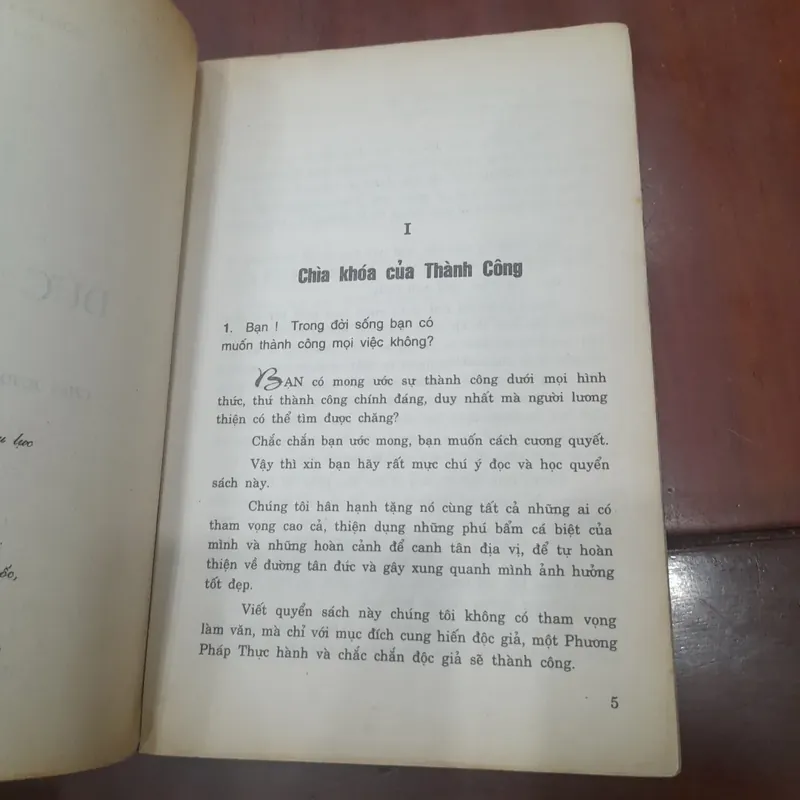 I
Chìa khóa của Thành Công
1. Bạn ! Trong đời sống bạn có
muốn thành công mọi việc không?
BẠN có mong ước sự thành công dưới mọi hình
thức, thứ thành công chính đáng, duy nhất mà người lương
thiện có thể tìm được chăng?
Chắc chắn bạn ước mong, bạn muốn cách cương quyết.
Vậy thì xin bạn hãy rất mực chú ý đọc và học quyển
sách này.
Chúng tôi hân hạnh tặng nó cùng tất cả những ai có
tham vọng cao cả, thiện dụng những phú bẩm cá biệt của
mình và những hoàn cảnh để canh tân địa vị, để tự hoàn
thiện về đường tân đức và gây xung quanh mình ảnh hưởng
tốt đẹp.
Viết quyển sách này chúng tôi không có tham vọng
làm văn, mà chỉ với mục đích cung hiến độc giả, một Phương
Pháp Thực hành và chắc chắn độc giả sẽ thành công.
5